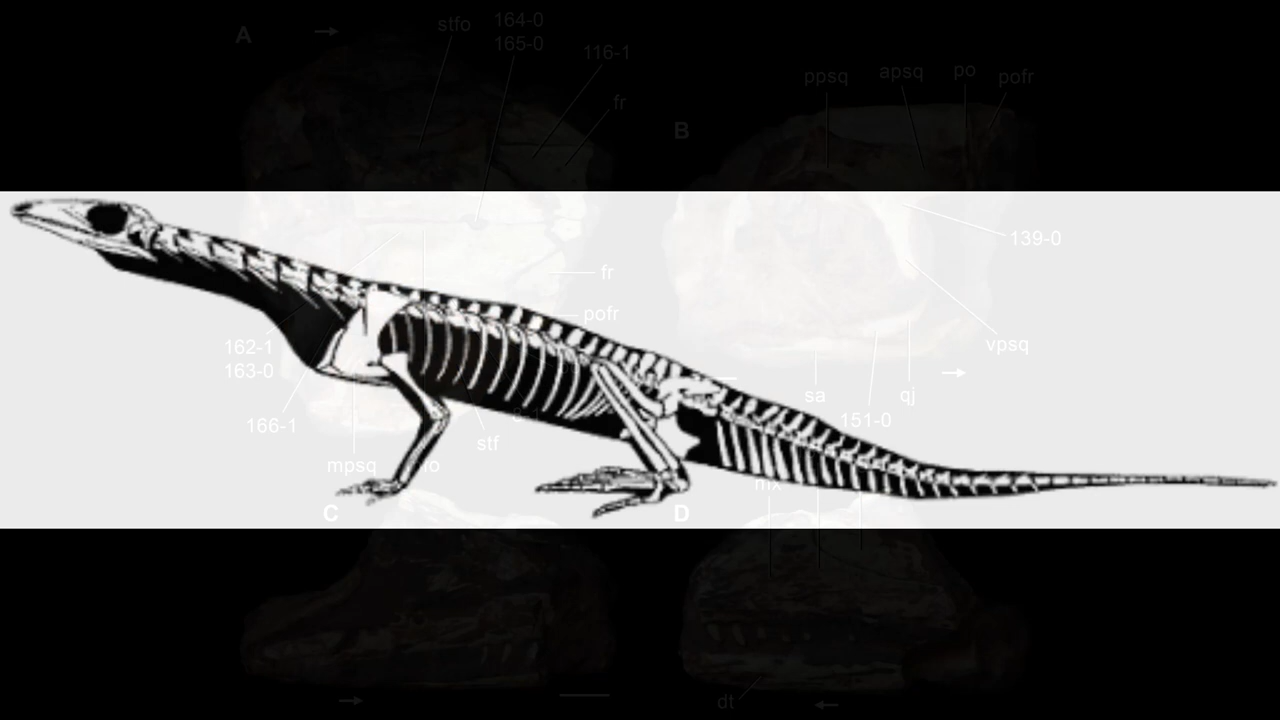 A
stfo
164-0
165-0
116-1
fr
B
ppsq
apsq
po
pofr
139-0
fr
pofr
162-1
163-0
vpsq
sa
qj
151-0
166-1
stf
mpsq
C
D
dt